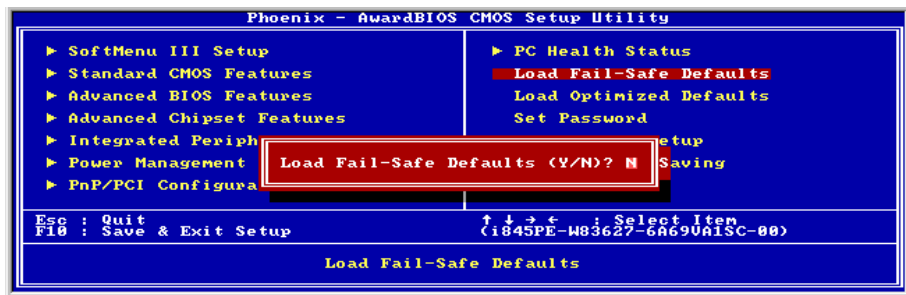 Phoenix - AwardBIOS CMOS Setup Utility
► SoftMenu III Setup
► Standard CMOS Features
► Advanced BIOS Features
► Advanced Chipset Features
► Integrated Periph
► Power Management
► PnP/PCI Configura
► PC Health Status
Load Fail-Safe Defaults
Load Optimized Defaults
Set Password
etup
Saving
Load Fail-Safe Defaults (Y/N)? N
Esc : Quit
F10 : Save & Exit Setup
↑ ↓ → ← : Select Item
(i845PE-W83627-6A69VA1SC-00)
Load Fail-Safe Defaults